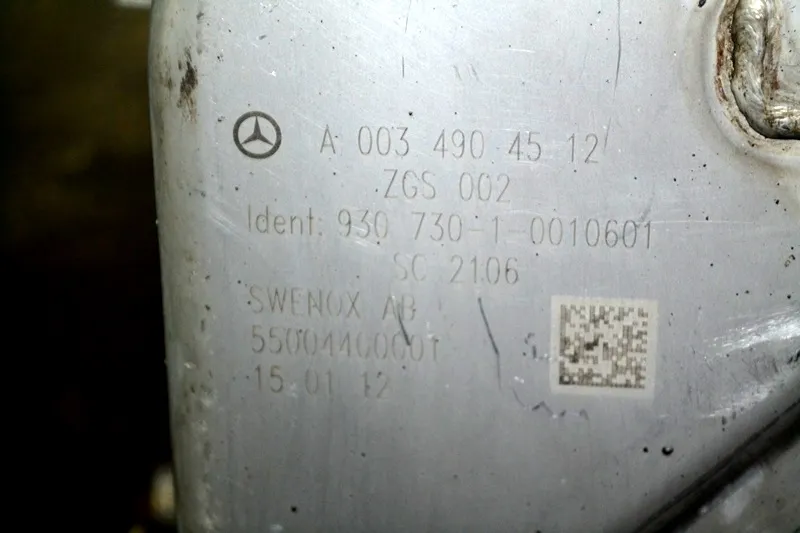 A 003 490 45 12
ZGS 002
Ident: 930 730-1-0010601
SC 2106
SWENOX AB
55004400001
15 01 12